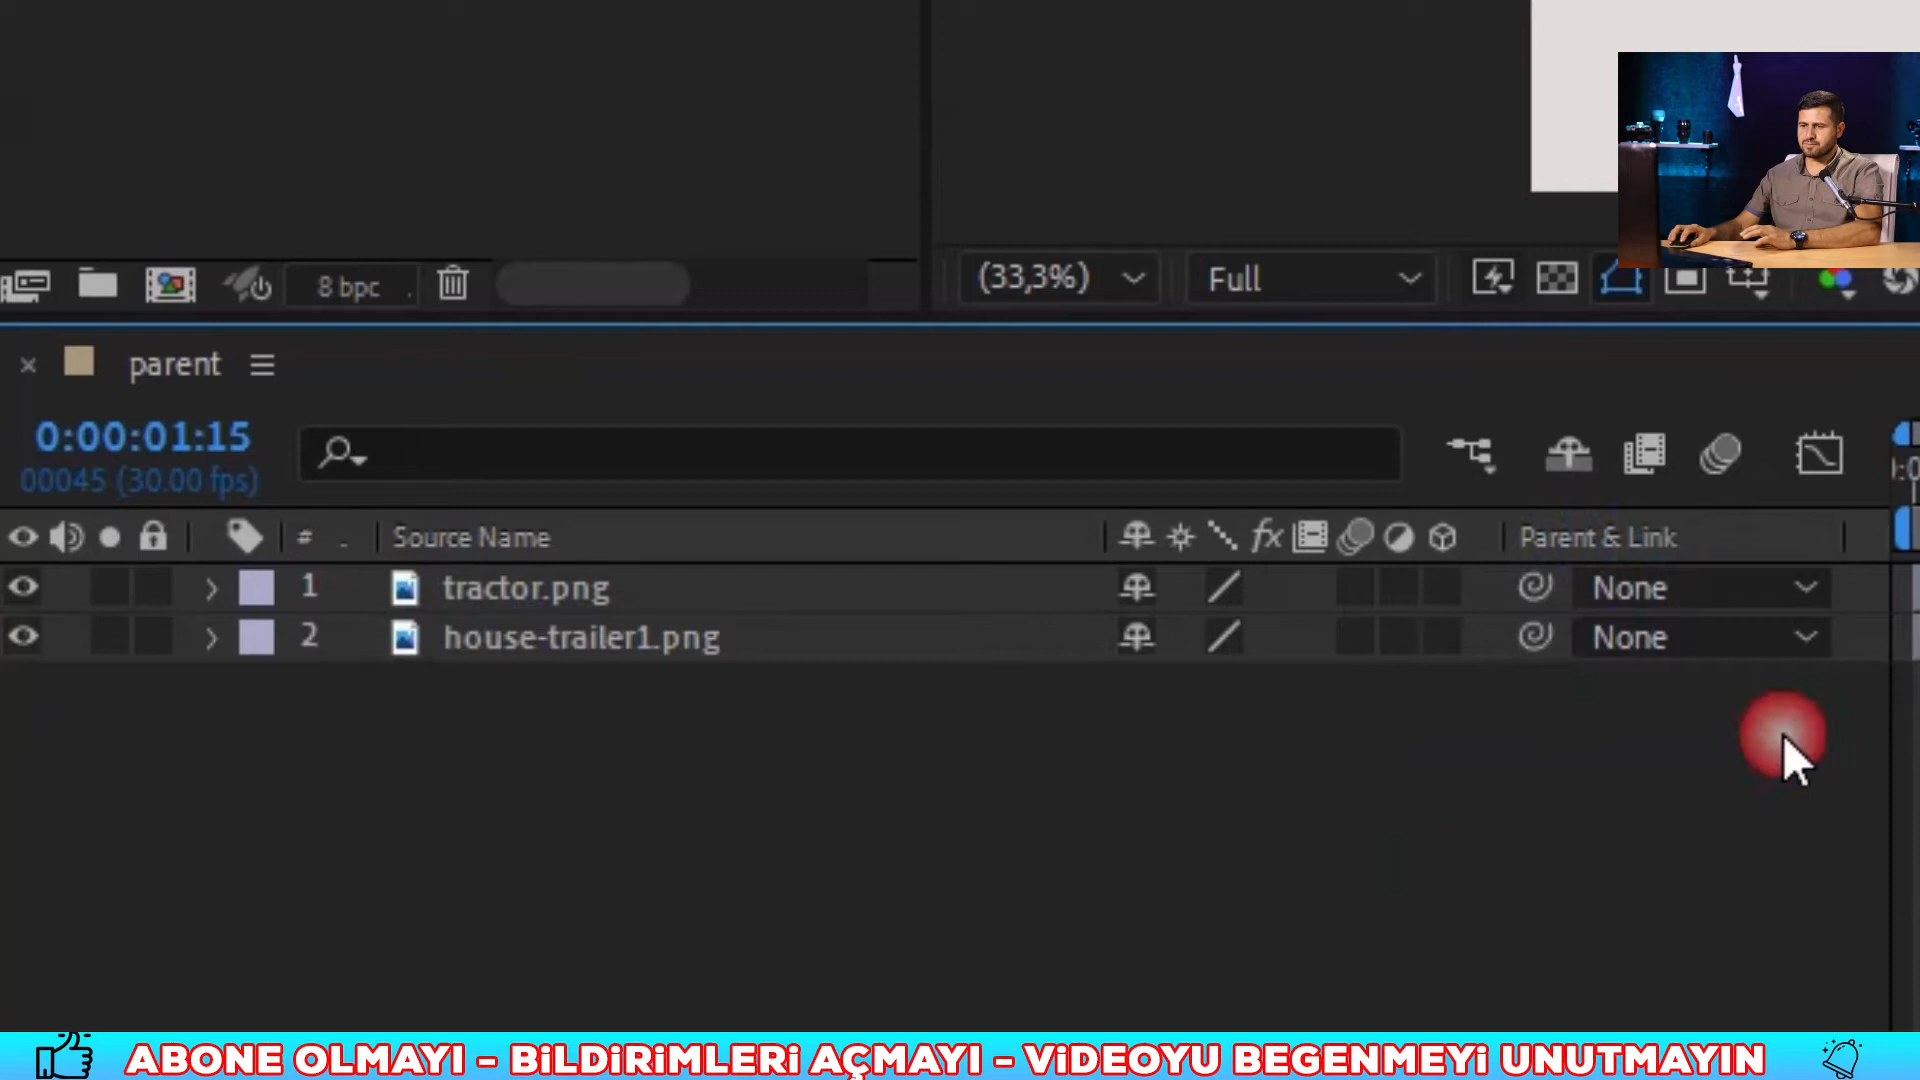 8 bpc
(33,3%)
Full
parent
0:00:01:15
00045 (30.00 fps)
# . Source Name fx Parent & Link
1 tractor.png None
2 house-trailer1.png None
ABONE OLMAYI - BiLDiRiMLERi AÇMAYI - ViDEOYU BEGENMEYi UNUTMAYIN